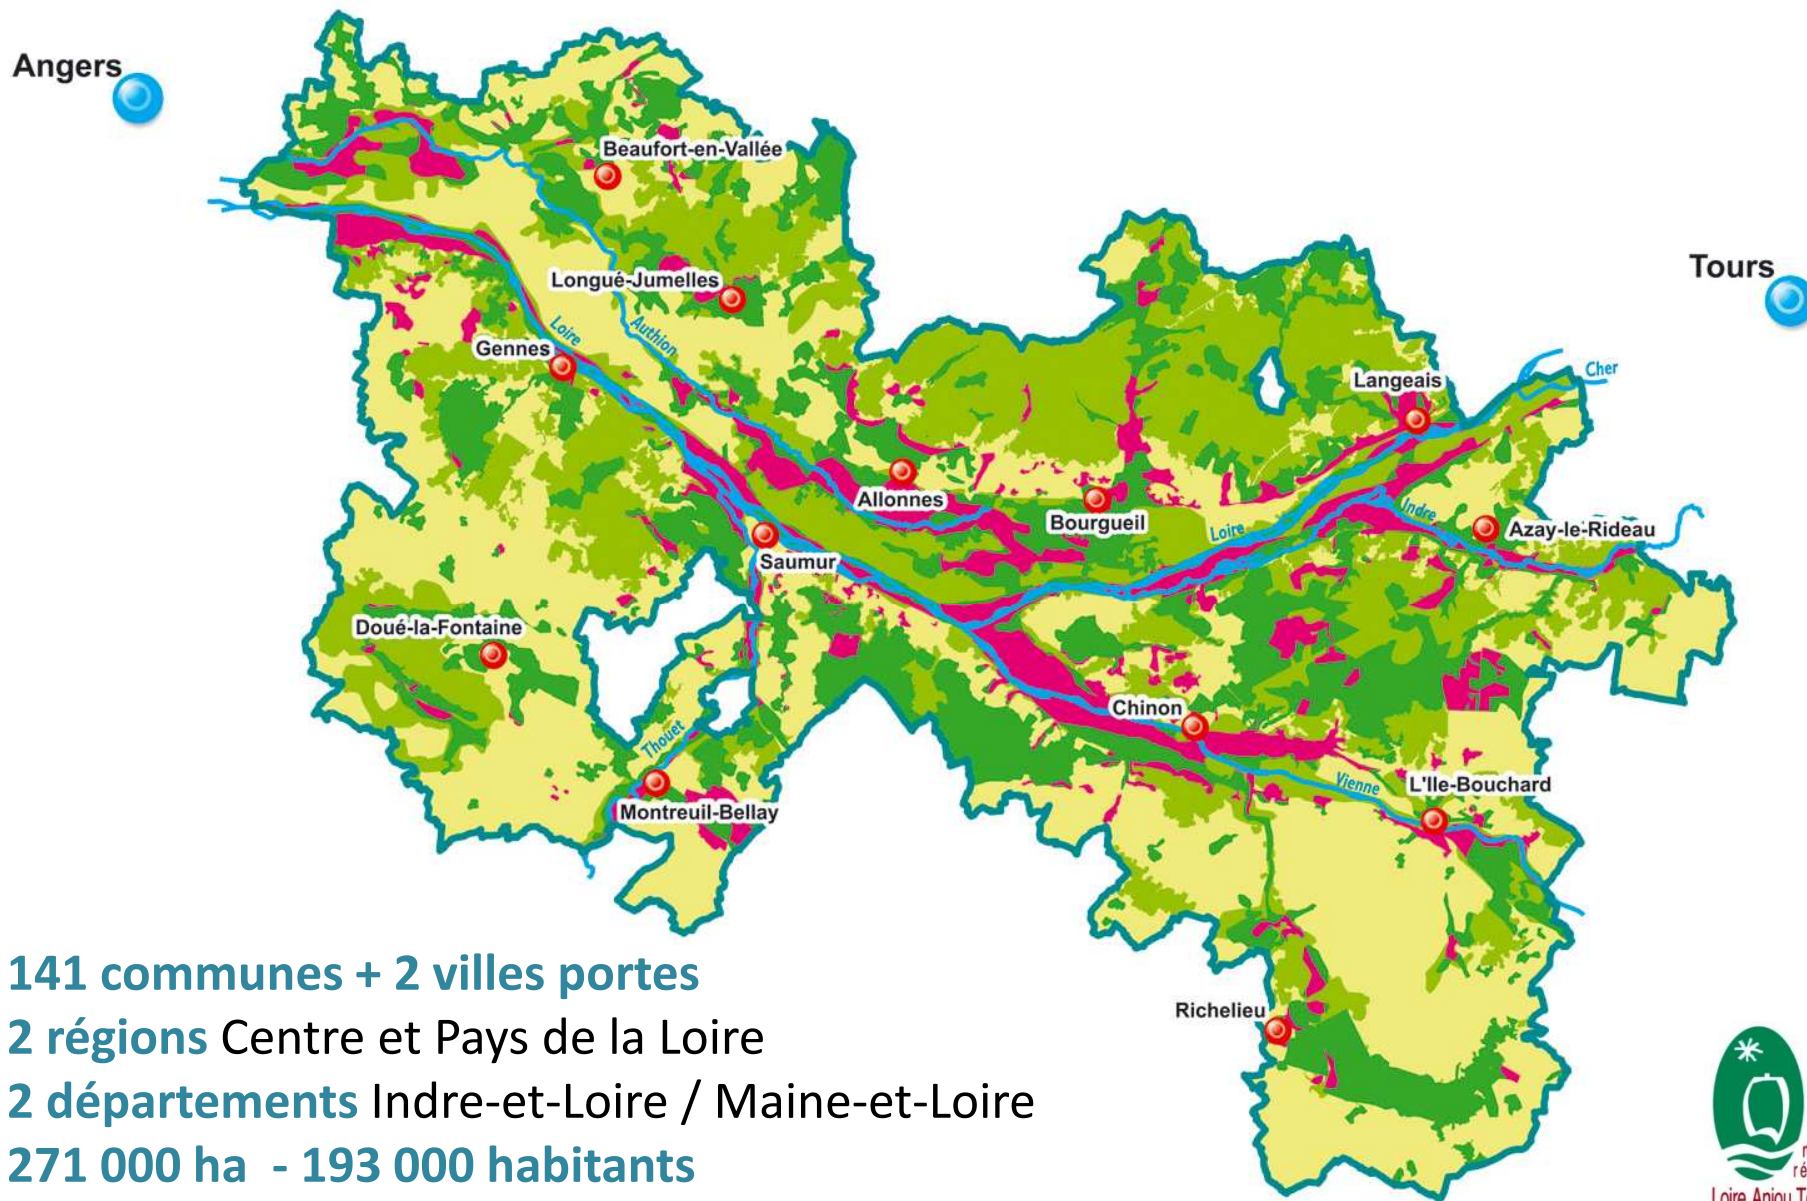 Angers
Beaufort-en-Vallée
Tours
Longué-Jumelles
Loire
Authion
Gennes
Cher
Langeais
Allonnes
Bourgueil
Loire
Indre
Azay-le-Rideau
Saumur
Doué-la-Fontaine
Chinon
Thouet
Vienne
L'Ile-Bouchard
Montreuil-Bellay
141 communes + 2 villes portes
2 régions Centre et Pays de la Loire
Richelieu
2 départements Indre-et-Loire / Maine-et-Loire
271 000 ha - 193 000 habitants
Loire Anjou